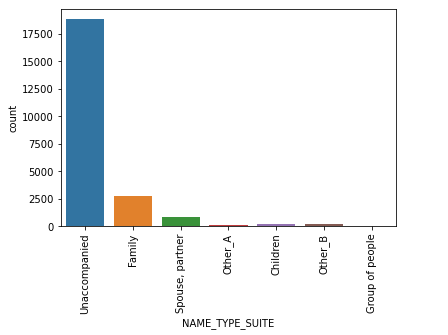 17500
15000
12500
10000
7500
5000
2500
0
count
Unaccompanied
Family
Spouse, partner
Other_A
Children
Other_B
Group of people
NAME_TYPE_SUITE